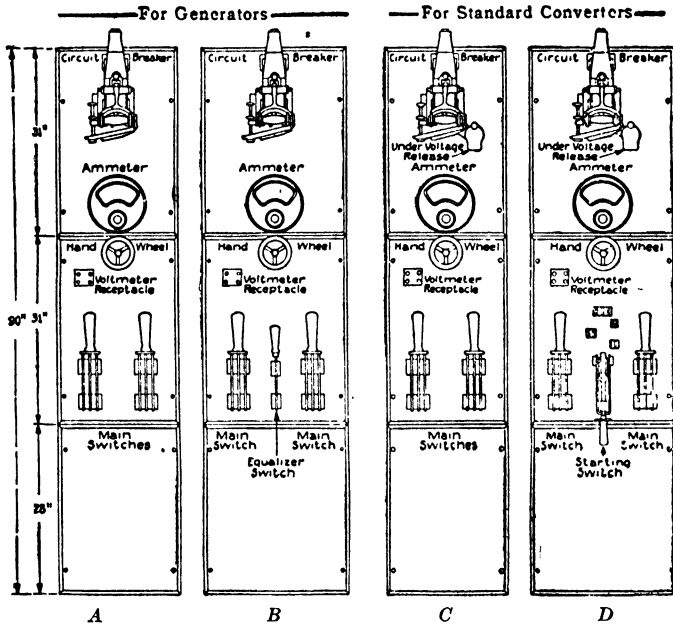 For Generators
For Standard Converters
Circuit Breaker
Circuit Breaker
Circuit Breaker
Circuit Breaker
31"
Under Voltage
Release
Under Voltage
Release
Ammeter
Ammeter
Ammeter
Ammeter
Hand Wheel
Hand Wheel
Hand Wheel
Hand Wheel
Voltmeter
Receptacle
Voltmeter
Receptacle
Voltmeter
Receptacle
Voltmeter
Receptacle
90"
31"
Main
Switches
Main
Switch
Main
Switch
Equalizer
Switch
Main
Switches
Main
Switch
Main
Switch
Starting
Switch
28"
A
B
C
D